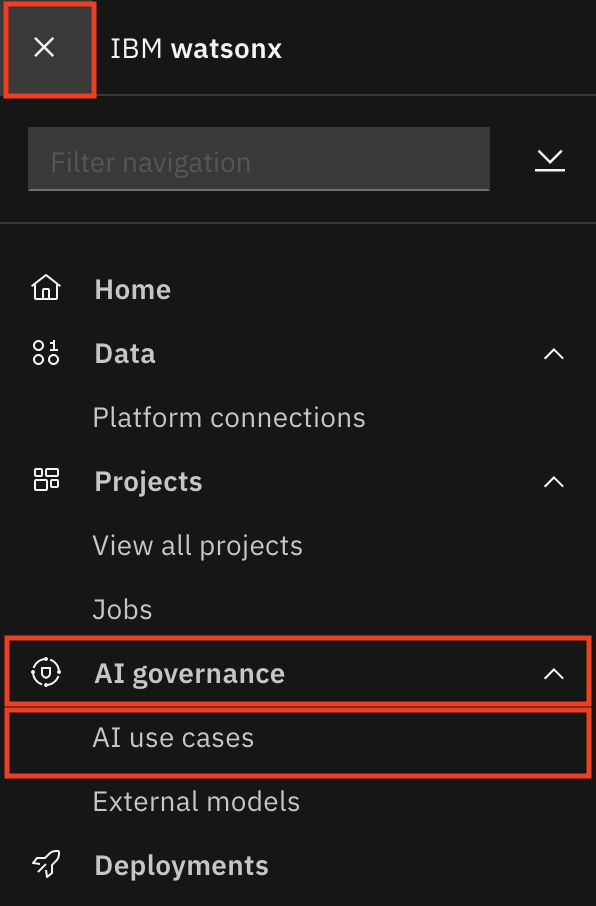 IBM watsonx
Filter navigation
Home
Data
Platform connections
Projects
View all projects
Jobs
AI governance
AI use cases
External models
Deployments